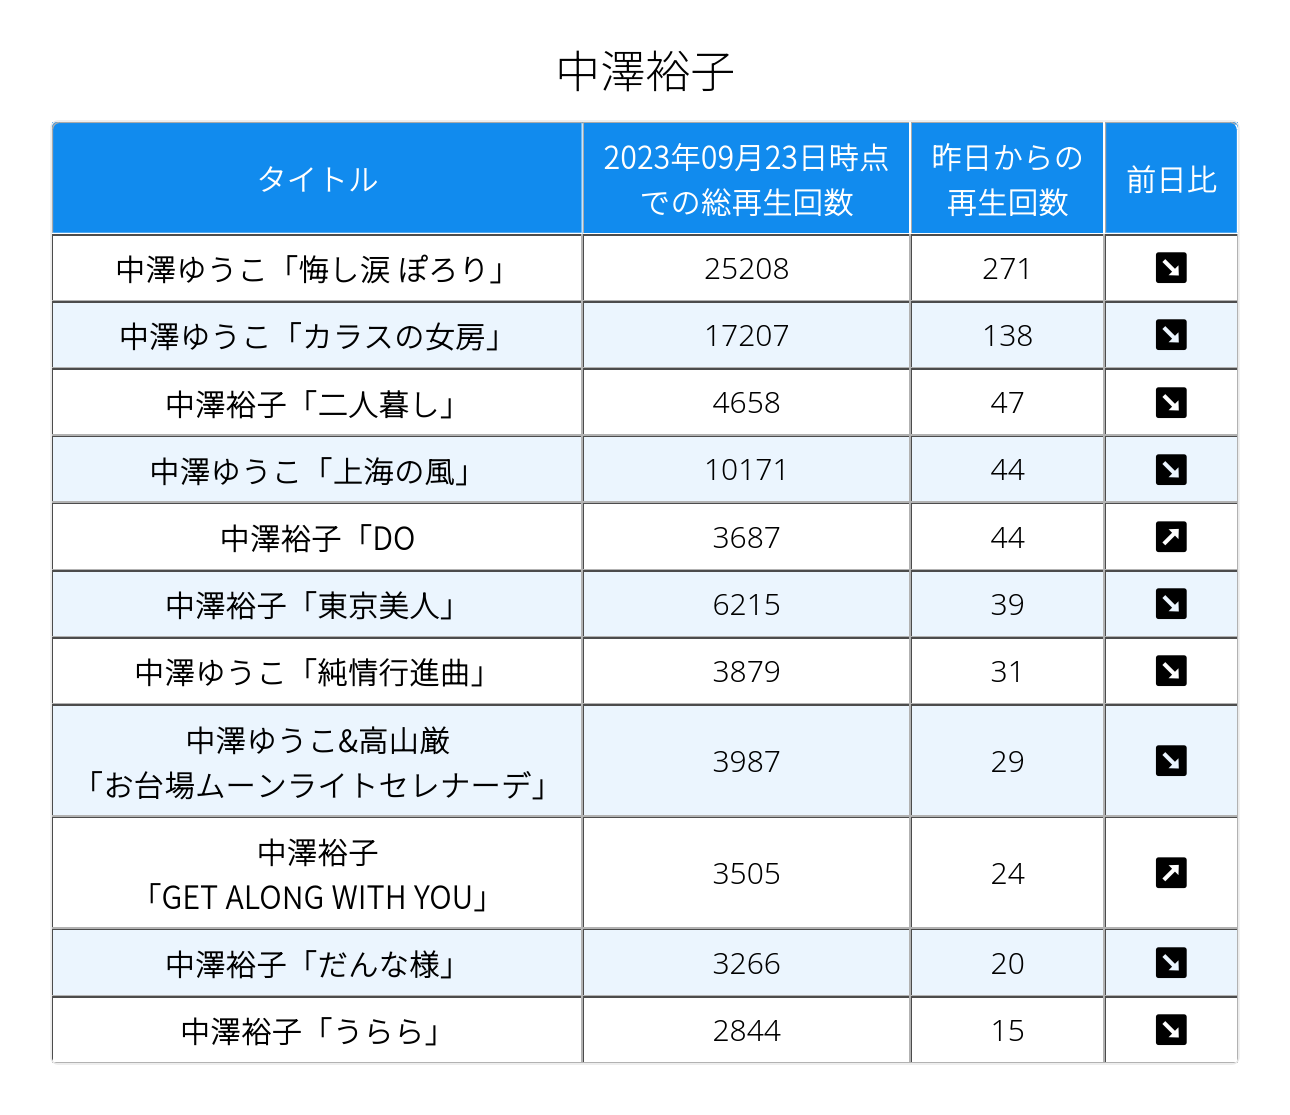 中澤裕子
タイトル
2023年09月23日時点
での総再生回数
昨日からの
再生回数
前日比
中澤ゆうこ「悔し涙 ぽろり」 25208 271
中澤ゆうこ「カラスの女房」 17207 138
中澤裕子「二人暮し」 4658 47
中澤ゆうこ「上海の風」 10171 44
中澤裕子「DO 3687 44
中澤裕子「東京美人」 6215 39
中澤ゆうこ「純情行進曲」 3879 31
中澤ゆうこ&高山厳
「お台場ムーンライトセレナーデ」 3987 29
中澤裕子
「GET ALONG WITH YOU」 3505 24
中澤裕子「だんな様」 3266 20
中澤裕子「うらら」 2844 15